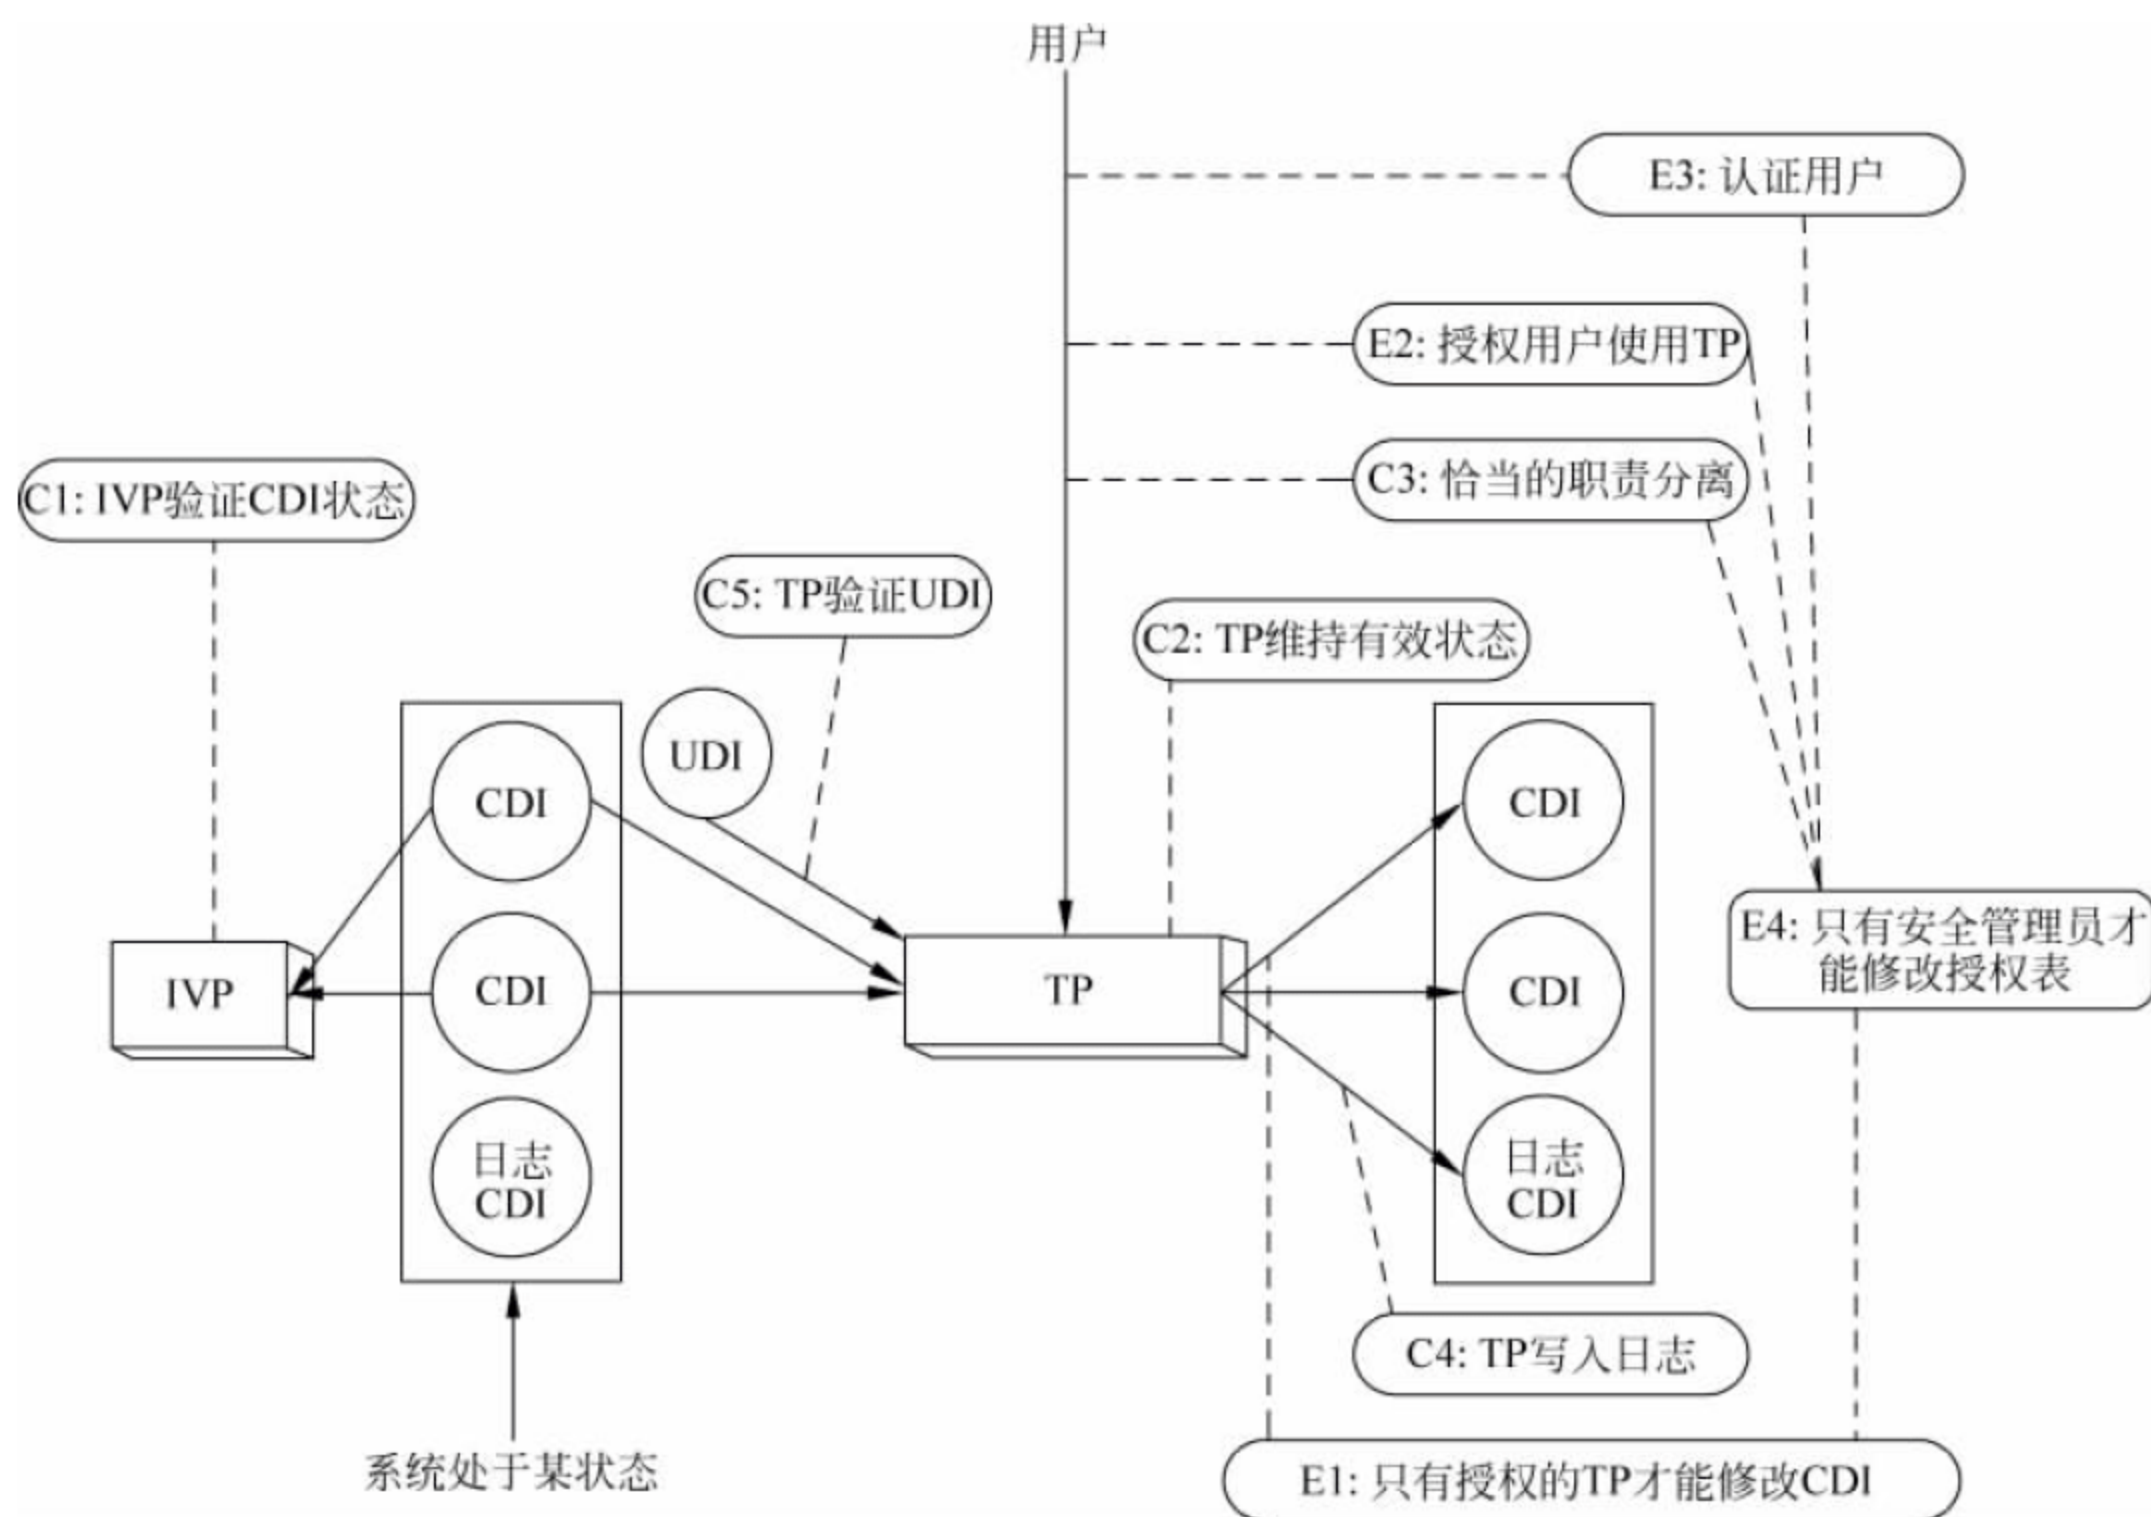 用户
E3: 认证用户
E2: 授权用户使用TP
C3: 恰当的职责分离
C1: IVP验证CDI状态
C5: TP验证UDI
C2: TP维持有效状态
UDI
CDI
CDI
E4: 只有安全管理员才
能修改授权表
IVP
CDI
TP
CDI
日志
CDI
日志
CDI
C4: TP写入日志
系统处于某状态
E1: 只有授权的TP才能修改CDI